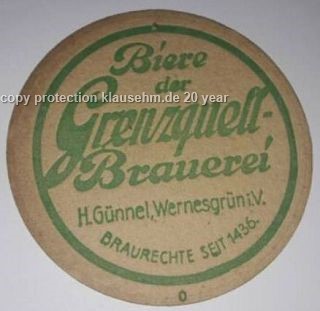 Biere
der
copy protection klausehm.de 20 year
Grenzquell-
Brauerei
H.Günnel, Wernesgrün i.V.
BRAURECHTE SEIT 1436.
0